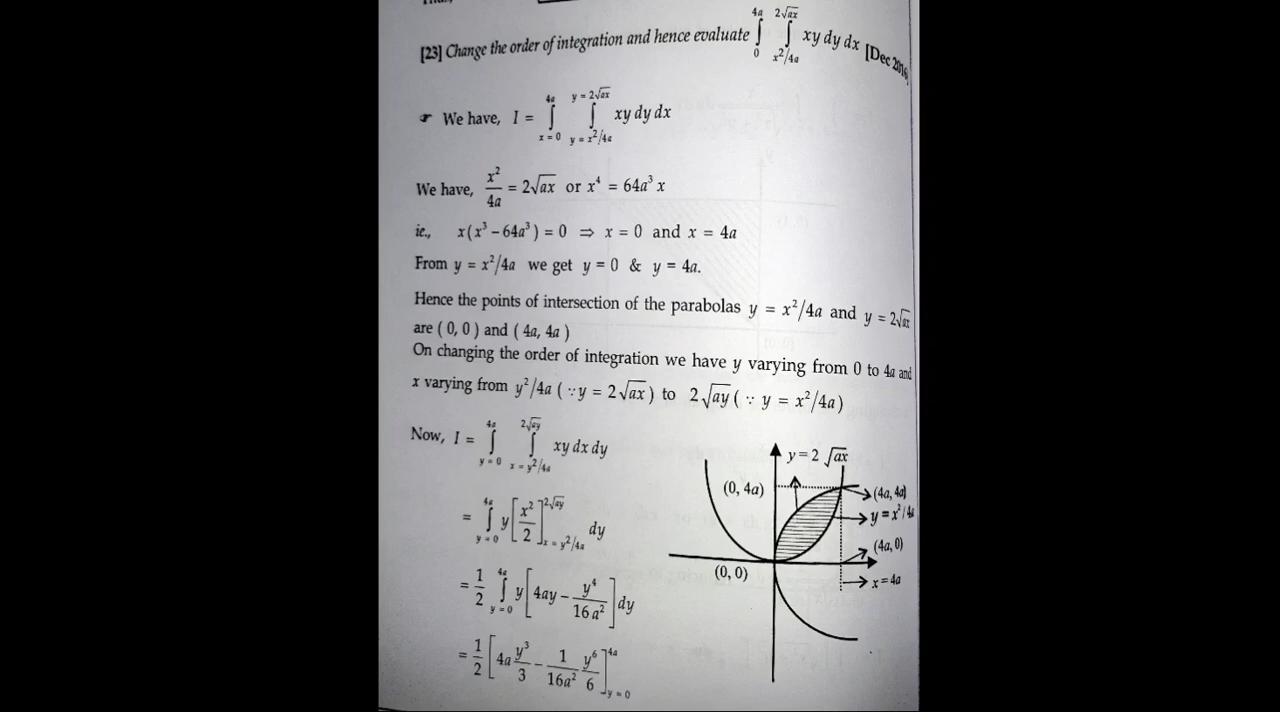 [23] Change the order of integration and hence evaluate ∫₀^{4a} ∫_{x²/4a}^{2√ax} xy dy dx [Dec 2016]
☞ We have, I = ∫_{x=0}^{4a} ∫_{y=x²/4a}^{y=2√ax} xy dy dx
We have, x²/4a = 2√ax or x⁴ = 64a³ x
ie., x(x³ − 64a³) = 0 ⇒ x = 0 and x = 4a
From y = x²/4a we get y = 0 & y = 4a.
Hence the points of intersection of the parabolas y = x²/4a and y = 2√ax
are ( 0, 0 ) and ( 4a, 4a )
On changing the order of integration we have y varying from 0 to 4a and
x varying from y²/4a ( ∵ y = 2√ax ) to 2√ay ( ∵ y = x²/4a )
Now, I = ∫_{y=0}^{4a} ∫_{x=y²/4a}^{2√ay} xy dx dy
= ∫_{y=0}^{4a} y [x²/2]_{x=y²/4a}^{2√ay} dy
= 1/2 ∫_{y=0}^{4a} y [4ay − y⁴/16a²] dy
= 1/2 [4a y³/3 − 1/16a² y⁶/6]_{y=0}^{4a}
y = 2 √ax
(0, 4a)
(4a, 4a)
y = x²/4a
(4a, 0)
(0, 0)
x = 4a